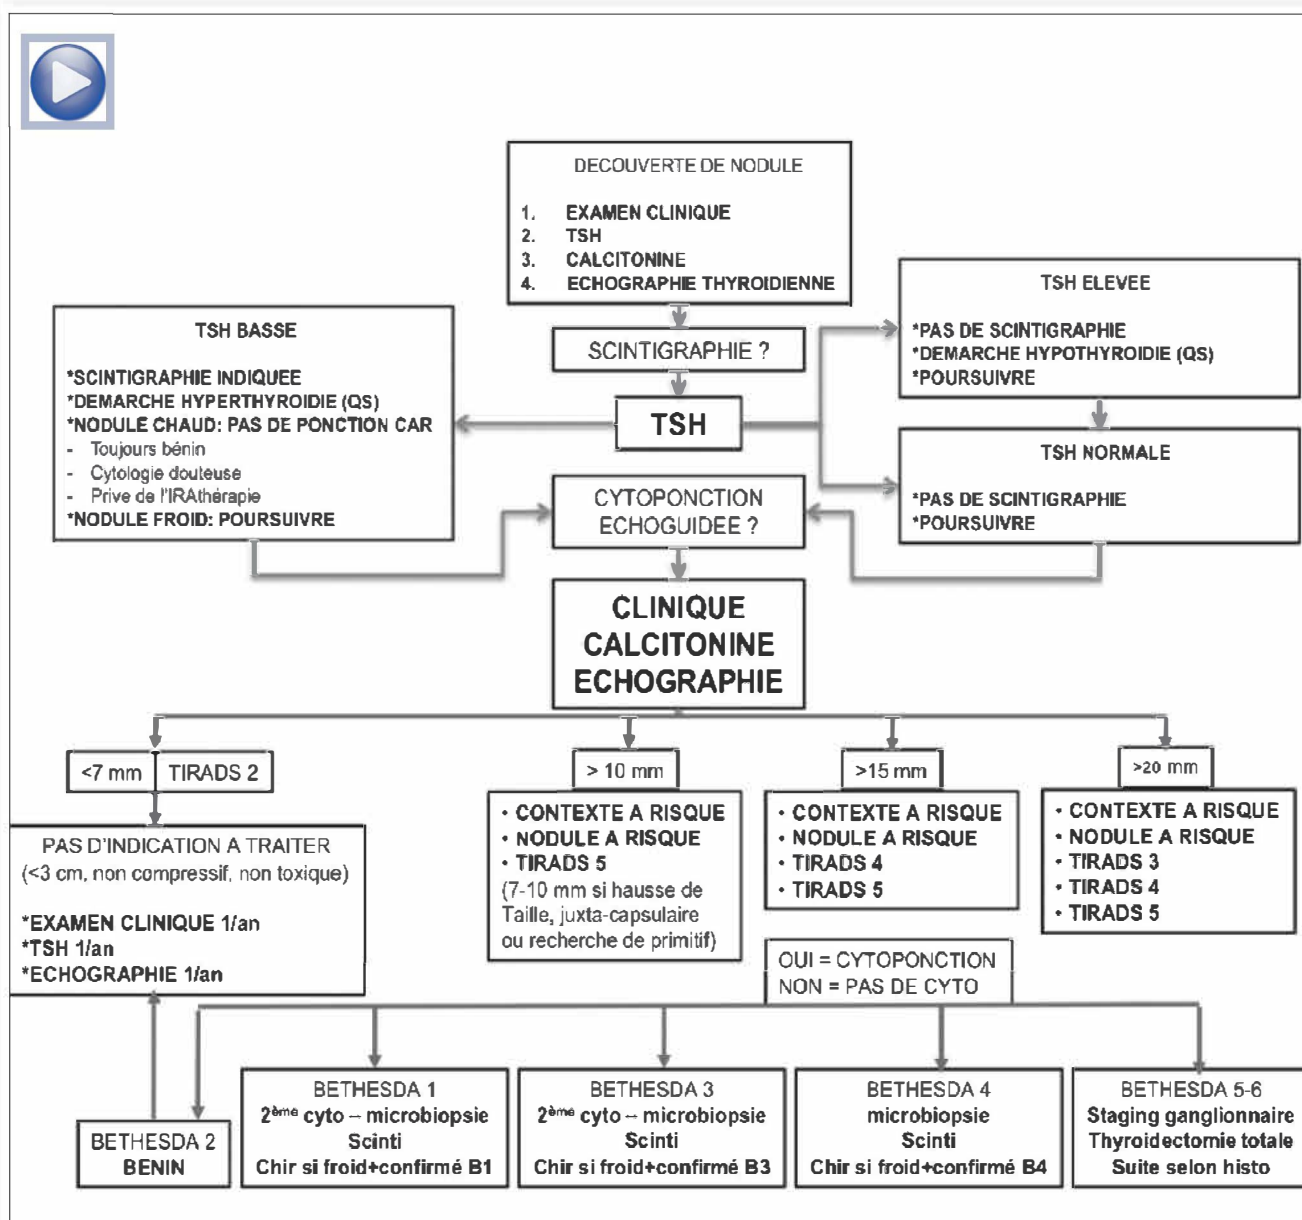 DECOUVERTE DE NODULE
1. EXAMEN CLINIQUE
2. TSH
3. CALCITONINE
4. ECHOGRAPHIE THYROIDIENNE
SCINTIGRAPHIE ?
TSH
TSH BASSE
*SCINTIGRAPHIE INDIQUEE
*DEMARCHE HYPERTHYROIDIE (QS)
*NODULE CHAUD: PAS DE PONCTION CAR
- Toujours bénin
- Cytologie douteuse
- Prive de l'IRAthérapie
*NODULE FROID: POURSUIVRE
TSH ELEVEE
*PAS DE SCINTIGRAPHIE
*DEMARCHE HYPOTHYROIDIE (QS)
*POURSUIVRE
TSH NORMALE
*PAS DE SCINTIGRAPHIE
*POURSUIVRE
CYTOPONCTION
ECHOGUIDEE ?
CLINIQUE
CALCITONINE
ECHOGRAPHIE
<7 mm TIRADS 2
PAS D'INDICATION A TRAITER
(<3 cm, non compressif, non toxique)
*EXAMEN CLINIQUE 1/an
*TSH 1/an
*ECHOGRAPHIE 1/an
> 10 mm
• CONTEXTE A RISQUE
• NODULE A RISQUE
• TIRADS 5
(7-10 mm si hausse de
Taille, juxta-capsulaire
ou recherche de primitif)
>15 mm
• CONTEXTE A RISQUE
• NODULE A RISQUE
• TIRADS 4
• TIRADS 5
>20 mm
• CONTEXTE A RISQUE
• NODULE A RISQUE
• TIRADS 3
• TIRADS 4
• TIRADS 5
OUI = CYTOPONCTION
NON = PAS DE CYTO
BETHESDA 2
BENIN
BETHESDA 1
2ème cyto – microbiopsie
Scinti
Chir si froid+confirmé B1
BETHESDA 3
2ème cyto – microbiopsie
Scinti
Chir si froid+confirmé B3
BETHESDA 4
microbiopsie
Scinti
Chir si froid+confirmé B4
BETHESDA 5-6
Staging ganglionnaire
Thyroidectomie totale
Suite selon histo